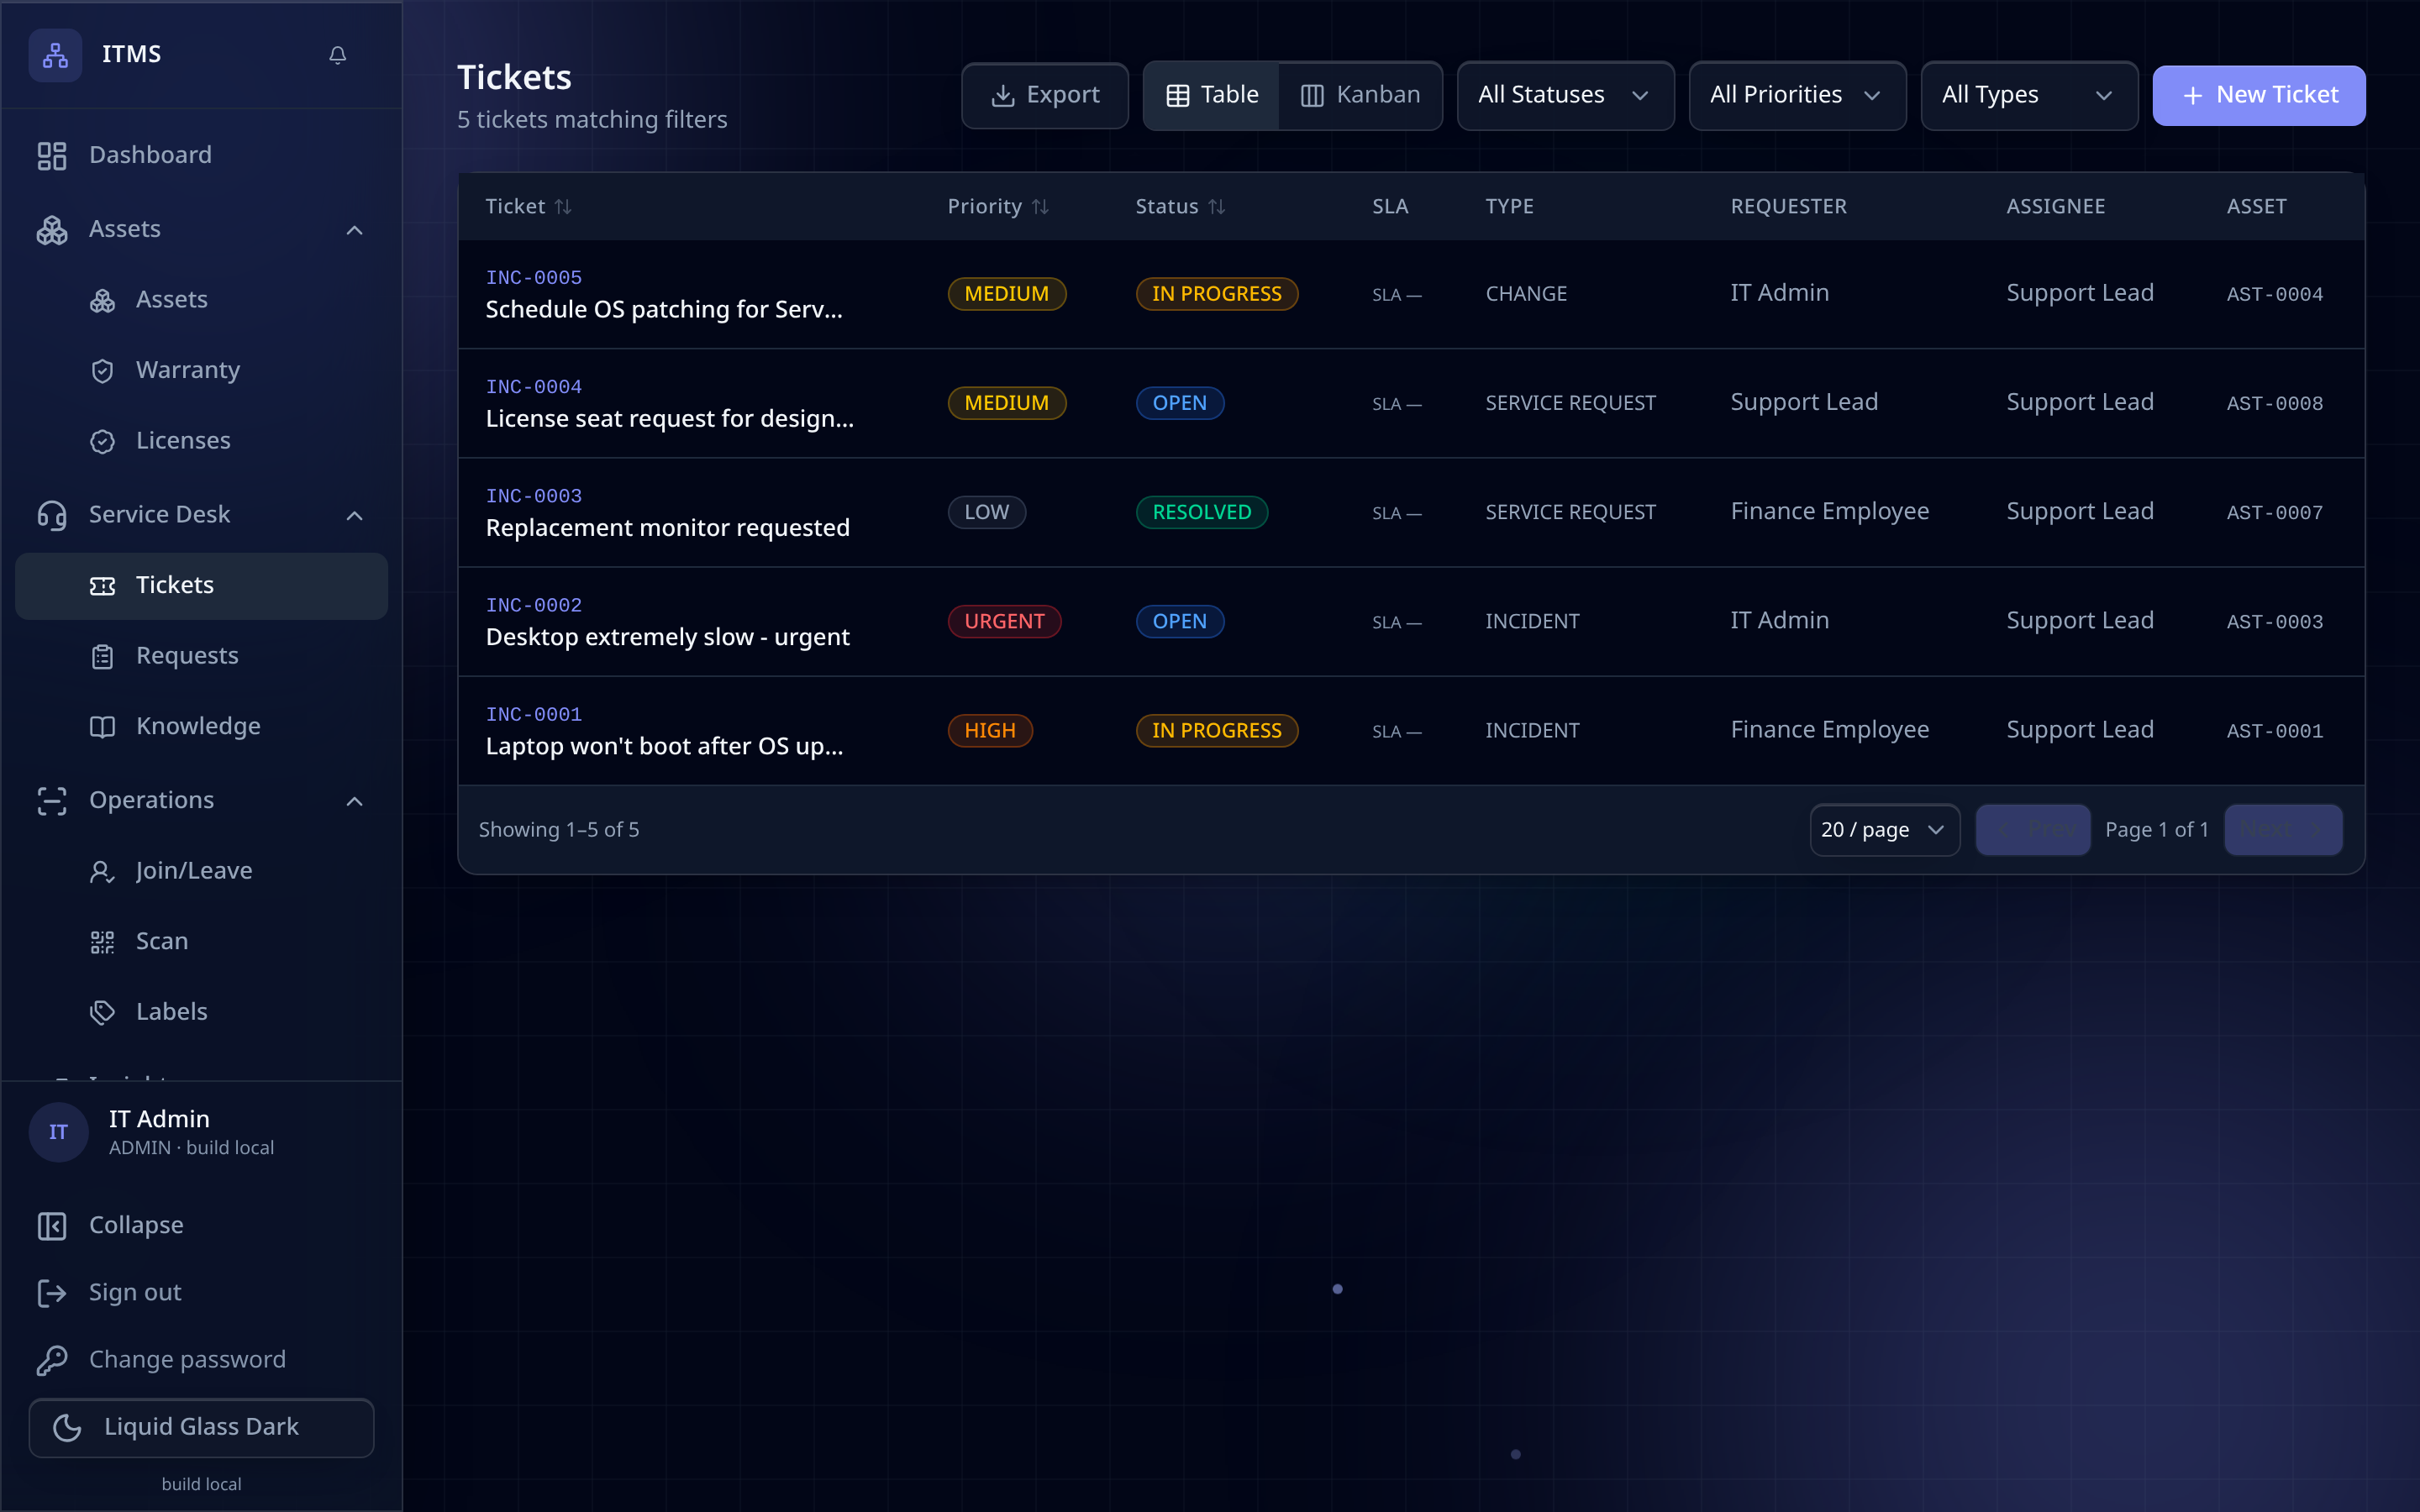 ITMS
Dashboard
Assets
Assets
Warranty
Licenses
Service Desk
Tickets
Requests
Knowledge
Operations
Join/Leave
Scan
Labels
IT
IT Admin
ADMIN · build local
Collapse
Sign out
Change password
Liquid Glass Dark
build local
Tickets
5 tickets matching filters
Export
Table
Kanban
All Statuses
All Priorities
All Types
New Ticket
Ticket Priority Status SLA TYPE REQUESTER ASSIGNEE ASSET
INC-0005
Schedule OS patching for Serv...
MEDIUM IN PROGRESS SLA — CHANGE IT Admin Support Lead AST-0004
INC-0004
License seat request for design...
MEDIUM OPEN SLA — SERVICE REQUEST Support Lead Support Lead AST-0008
INC-0003
Replacement monitor requested
LOW RESOLVED SLA — SERVICE REQUEST Finance Employee Support Lead AST-0007
INC-0002
Desktop extremely slow - urgent
URGENT OPEN SLA — INCIDENT IT Admin Support Lead AST-0003
INC-0001
Laptop won't boot after OS up...
HIGH IN PROGRESS SLA — INCIDENT Finance Employee Support Lead AST-0001
Showing 1–5 of 5
20 / page
Prev
Page 1 of 1
Next